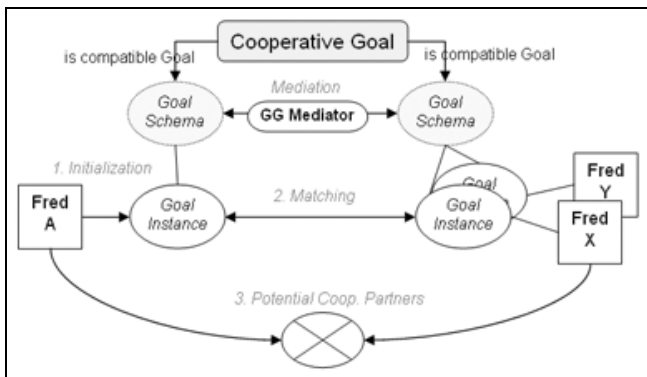 Cooperative Goal
is compatible Goal
is compatible Goal
Mediation
Goal
Schema
GG Mediator
Goal
Schema
1. Initialization
Fred
A
Goal
Instance
2. Matching
Goal
Goal
Instance
Fred
Y
Fred
X
3. Potential Coop. Partners